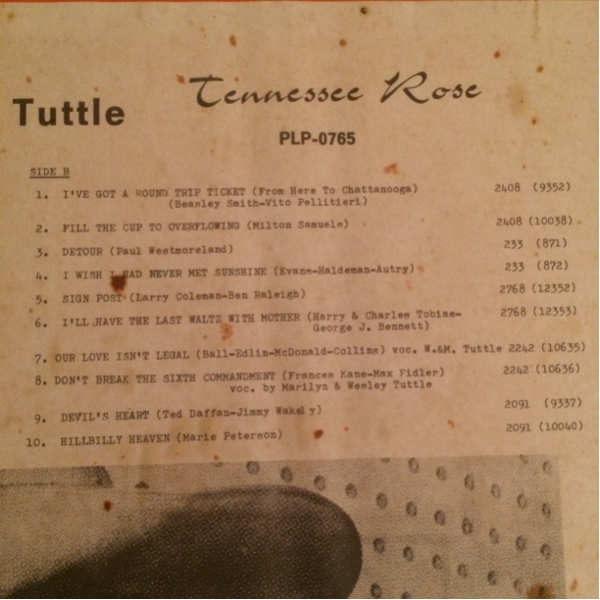 Tuttle
Tennessee Rose
PLP-0765
SIDE B
1. I'VE GOT A ROUND TRIP TICKET (From Here To Chattanooga) 2408 (9352)
(Beasley Smith-Vito Pellitieri)
2. FILL THE CUP TO OVERFLOWING (Milton Samuels) 2408 (10038)
3. DETOUR (Paul Westmoreland) 233 (871)
4. I WISH I HAD NEVER MET SUNSHINE (Evans-Haldeman-Autry) 233 (872)
5. SIGN POST (Larry Coleman-Ben Raleigh) 2768 (12352)
6. I'LL HAVE THE LAST WALTZ WITH MOTHER (Harry & Charles Tobias- 2768 (12353)
George J. Bennett)
7. OUR LOVE ISN'T LEGAL (Ball-Edlin-McDonald-Collins) voc. W.&M. Tuttle 2242 (10635)
8. DON'T BREAK THE SIXTH COMMANDMENT (Frances Kane-Max Fidler) 2242 (10636)
voc. by Marilyn & Wesley Tuttle
9. DEVIL'S HEART (Ted Daffan-Jimmy Wakely) 2091 (9337)
10. HILLBILLY HEAVEN (Marie Peterson) 2091 (10040)